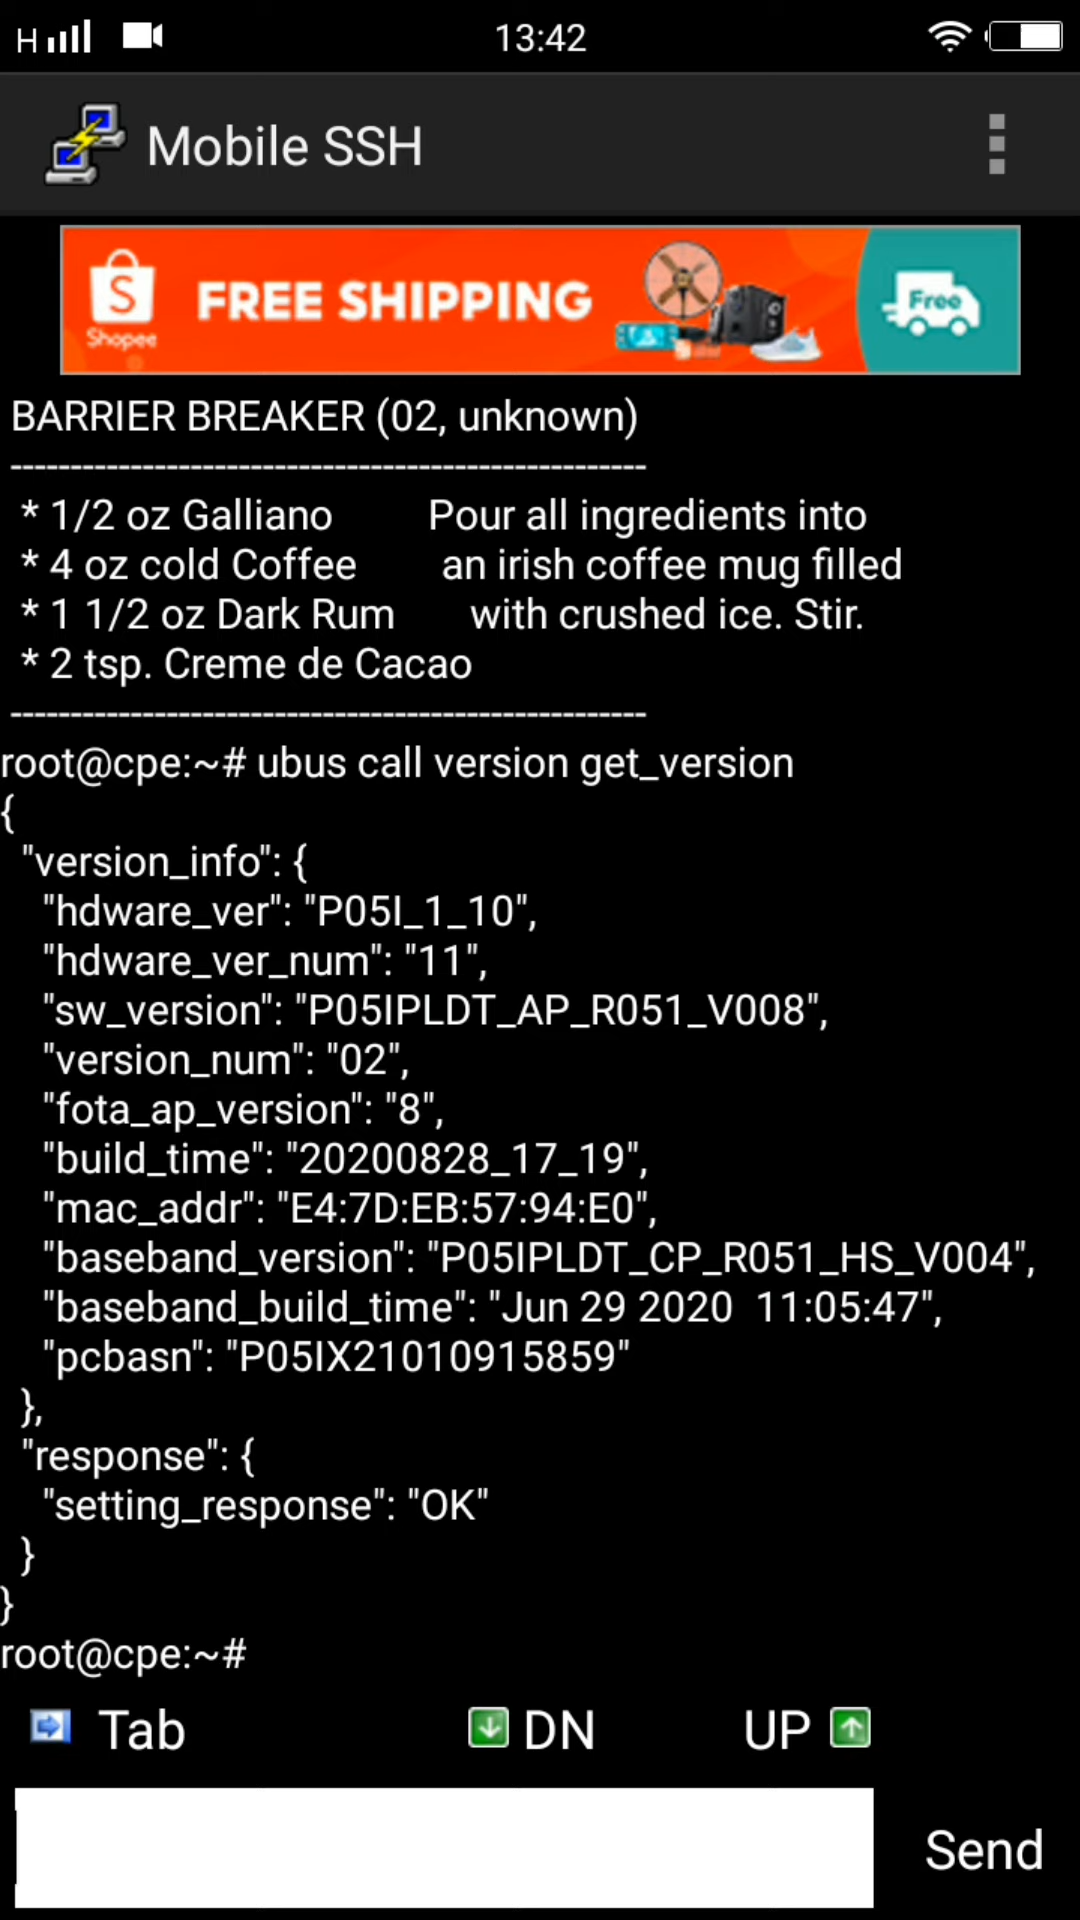 H 13:42
Mobile SSH
S
Shopee
FREE SHIPPING
Free
BARRIER BREAKER (02, unknown)
-----------------------------------------------------
* 1/2 oz Galliano Pour all ingredients into
* 4 oz cold Coffee an irish coffee mug filled
* 1 1/2 oz Dark Rum with crushed ice. Stir.
* 2 tsp. Creme de Cacao
-----------------------------------------------------
root@cpe:~# ubus call version get_version
{
"version_info": {
"hdware_ver": "P05I_1_10",
"hdware_ver_num": "11",
"sw_version": "P05IPLDT_AP_R051_V008",
"version_num": "02",
"fota_ap_version": "8",
"build_time": "20200828_17_19",
"mac_addr": "E4:7D:EB:57:94:E0",
"baseband_version": "P05IPLDT_CP_R051_HS_V004",
"baseband_build_time": "Jun 29 2020  11:05:47",
"pcbasn": "P05IX21010915859"
},
"response": {
"setting_response": "OK"
}
}
root@cpe:~#
Tab DN UP
Send